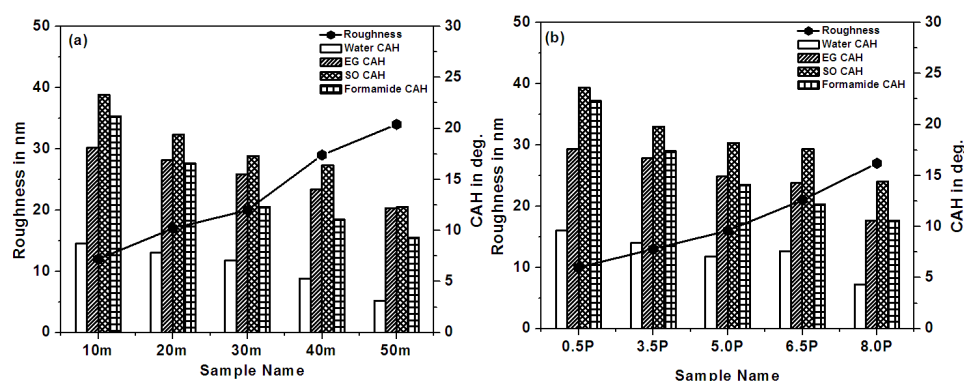 (a)
Roughness
Water CAH
EG CAH
SO CAH
Formamide CAH
50
40
30
20
10
0
Roughness in nm
30
25
20
15
10
5
0
CAH in deg.
10m 20m 30m 40m 50m
Sample Name
(b)
Roughness
Water CAH
EG CAH
SO CAH
Formamide CAH
50
40
30
20
10
0
Roughness in nm
30
25
20
15
10
5
0
CAH in deg.
0.5P 3.5P 5.0P 6.5P 8.0P
Sample Name